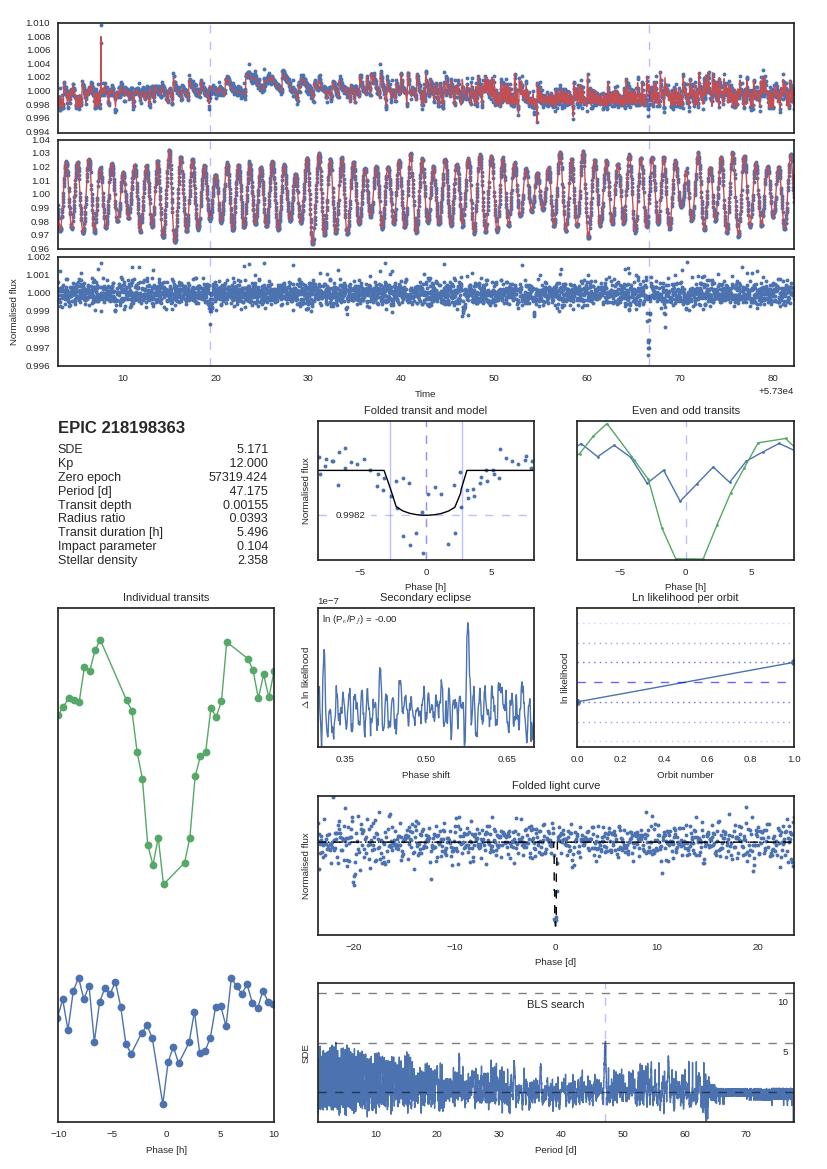 1.010
1.008
1.006
1.004
1.002
1.000
0.998
0.996
0.994
1.04
1.03
1.02
1.01
1.00
0.99
0.98
0.97
0.96
1.002
1.001
1.000
0.999
0.998
0.997
0.996
Normalised flux
10 20 30 40 50 60 70 80
Time
+5.73e4
EPIC 218198363
SDE 5.171
Kp 12.000
Zero epoch 57319.424
Period [d] 47.175
Transit depth 0.00155
Radius ratio 0.0393
Transit duration [h] 5.496
Impact parameter 0.104
Stellar density 2.358
Folded transit and model
Normalised flux
0.9982
−5 0 5
Phase [h]
Even and odd transits
−5 0 5
Phase [h]
Individual transits
−10 −5 0 5 10
Phase [h]
Secondary eclipse
1e−7
ln (Pₑ/P𝑓) = -0.00
Δ ln likelihood
0.35 0.50 0.65
Phase shift
Ln likelihood per orbit
ln likelihood
0.0 0.2 0.4 0.6 0.8 1.0
Orbit number
Folded light curve
Normalised flux
−20 −10 0 10 20
Phase [d]
BLS search
10
5
SDE
10 20 30 40 50 60 70
Period [d]